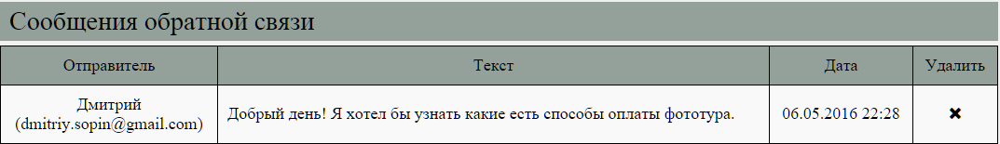 Сообщения обратной связи
Отправитель Текст Дата Удалить
Дмитрий
(dmitriy.sopin@gmail.com) Добрый день! Я хотел бы узнать какие есть способы оплаты фототура. 06.05.2016 22:28 ✖